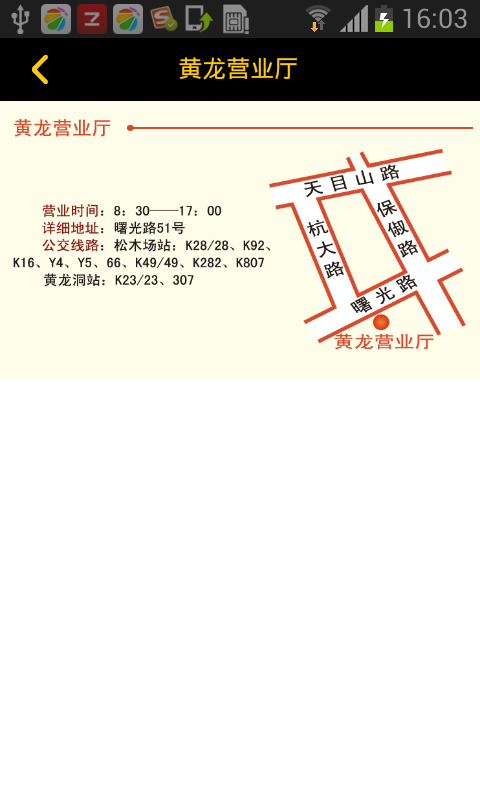 16:03
黄龙营业厅
黄龙营业厅
营业时间：8：30——17：00
详细地址：曙光路51号
公交线路：松木场站：K28/28、K92、
K16、Y4、Y5、66、K49/49、K282、K807
黄龙洞站：K23/23、307
天目山路
杭大路
保俶路
曙光路
黄龙营业厅